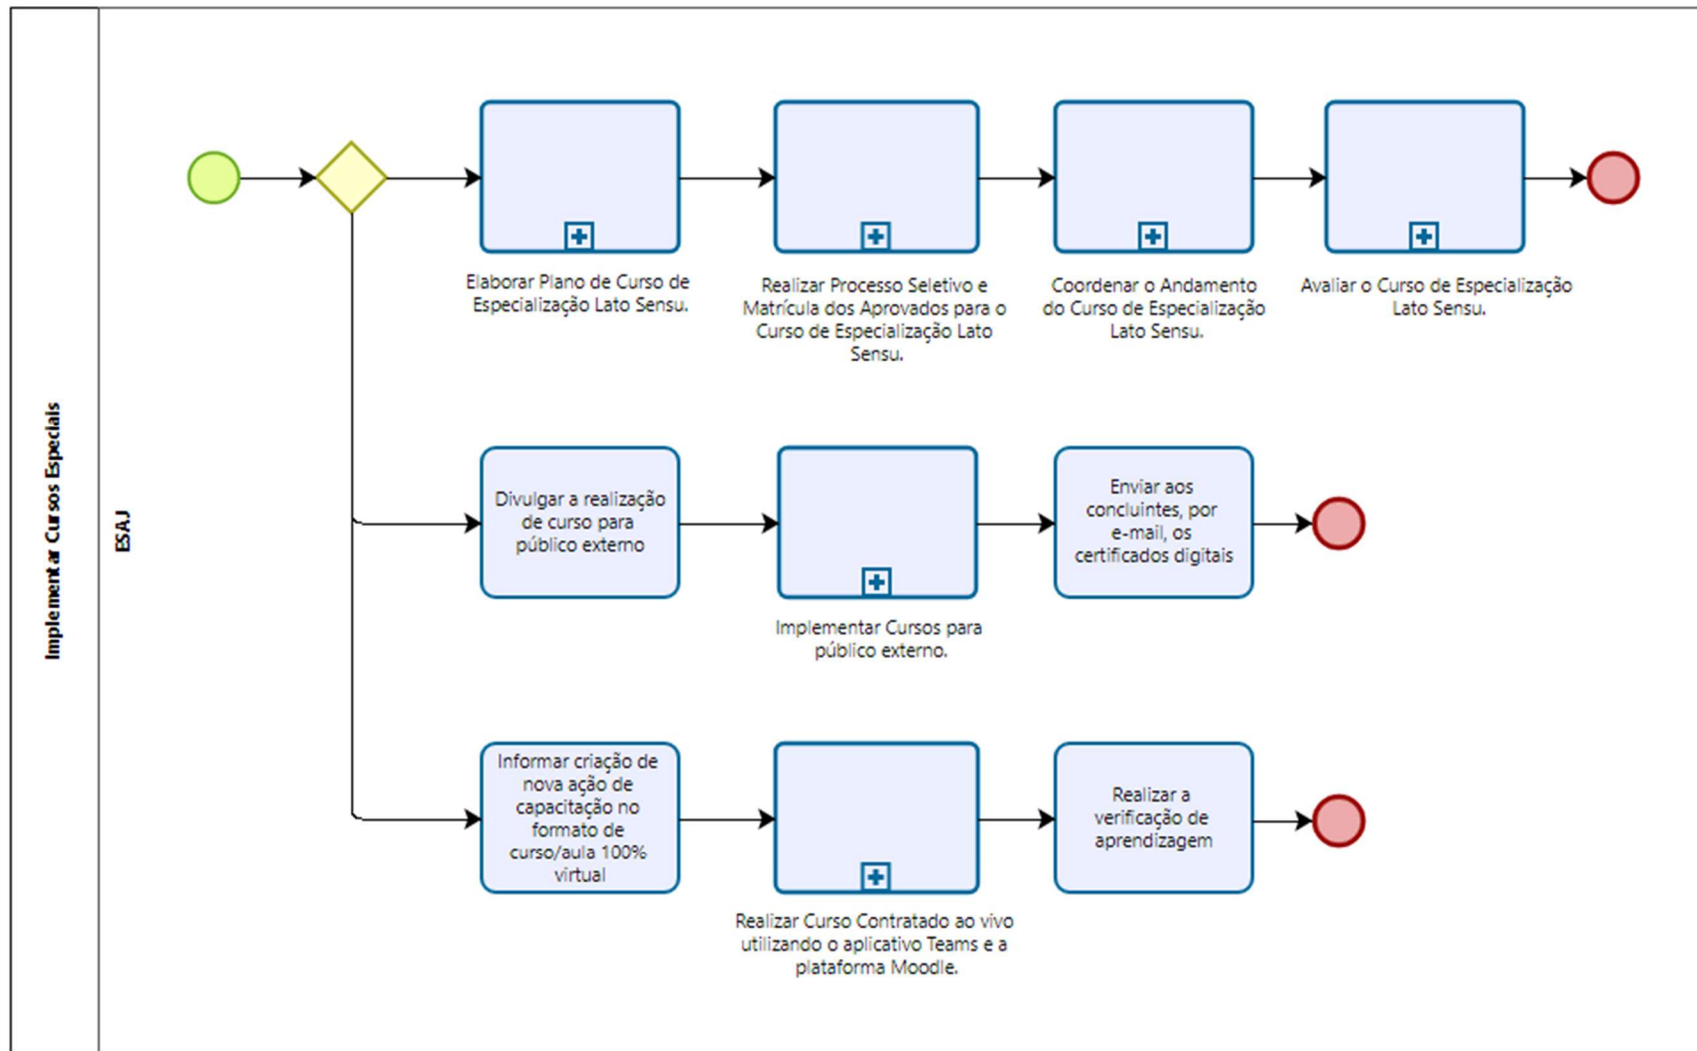 Implementar Cursos Especiais
ESAJ
Elaborar Plano de Curso de
Especialização Lato Sensu.
Realizar Processo Seletivo e
Matrícula dos Aprovados para o
Curso de Especialização Lato
Sensu.
Coordenar o Andamento
do Curso de Especialização
Lato Sensu.
Avaliar o Curso de Especialização
Lato Sensu.
Divulgar a realização
de curso para
público externo
Implementar Cursos para
público externo.
Enviar aos
concluintes, por
e-mail, os
certificados digitais
Informar criação de
nova ação de
capacitação no
formato de
curso/aula 100%
virtual
Realizar Curso Contratado ao vivo
utilizando o aplicativo Teams e a
plataforma Moodle.
Realizar a
verificação de
aprendizagem